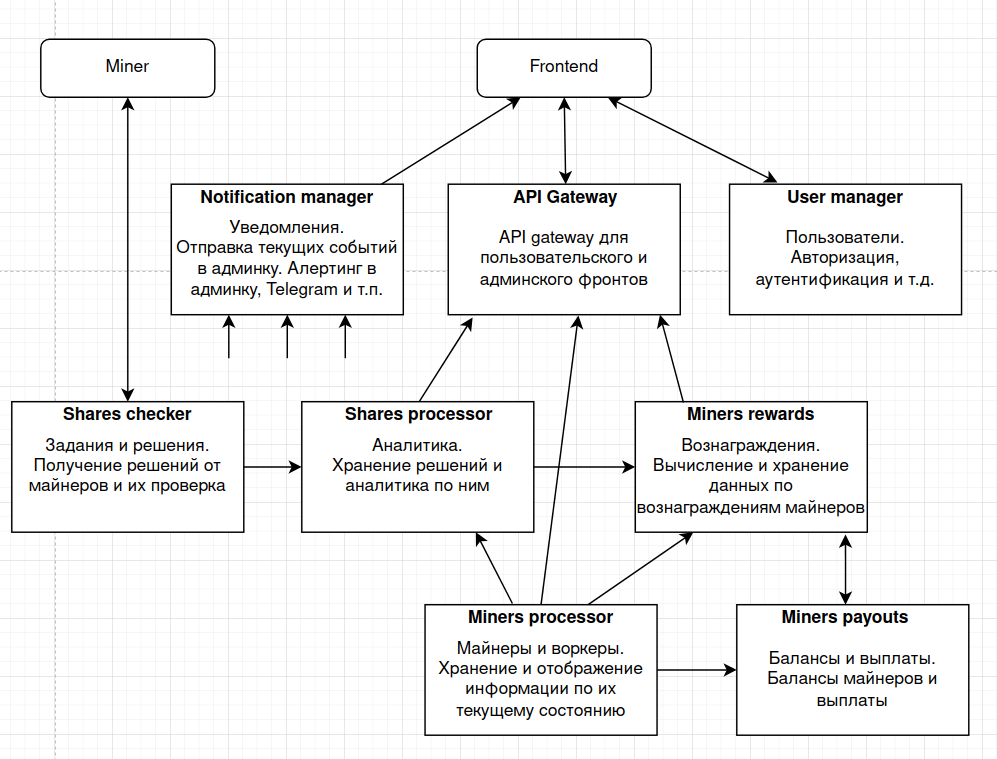 Miner
Frontend
Notification manager
Уведомления.
Отправка текущих событий
в админку. Алертинг в
админку, Telegram и т.п.
API Gateway
API gateway для
пользовательского и
админского фронтов
User manager
Пользователи.
Авторизация,
аутентификация и т.д.
Shares checker
Задания и решения.
Получение решений от
майнеров и их проверка
Shares processor
Аналитика.
Хранение решений и
аналитика по ним
Miners rewards
Вознаграждения.
Вычисление и хранение
данных по
вознаграждениям майнеров
Miners processor
Майнеры и воркеры.
Хранение и отображение
информации по их
текущему состоянию
Miners payouts
Балансы и выплаты.
Балансы майнеров и
выплаты